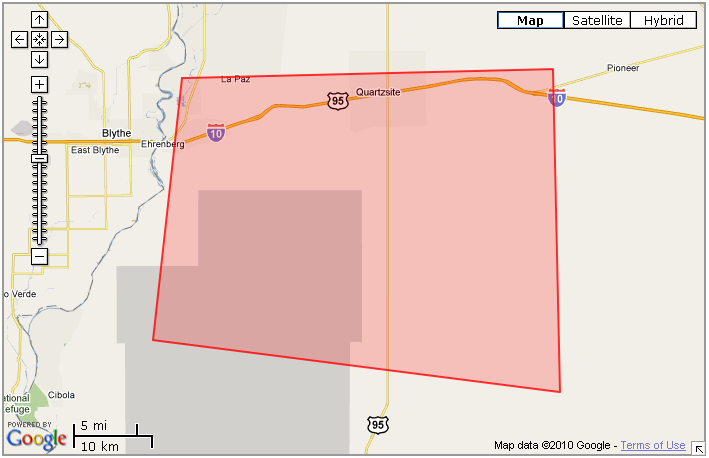 Map Satellite Hybrid
Pioneer
La Paz
Quartzsite
95
10
Blythe
10
Ehrenberg
East Blythe
o Verde
Cibola
ational
efuge
95
POWERED BY
Google
5 mi
10 km
Map data ©2010 Google - Terms of Use